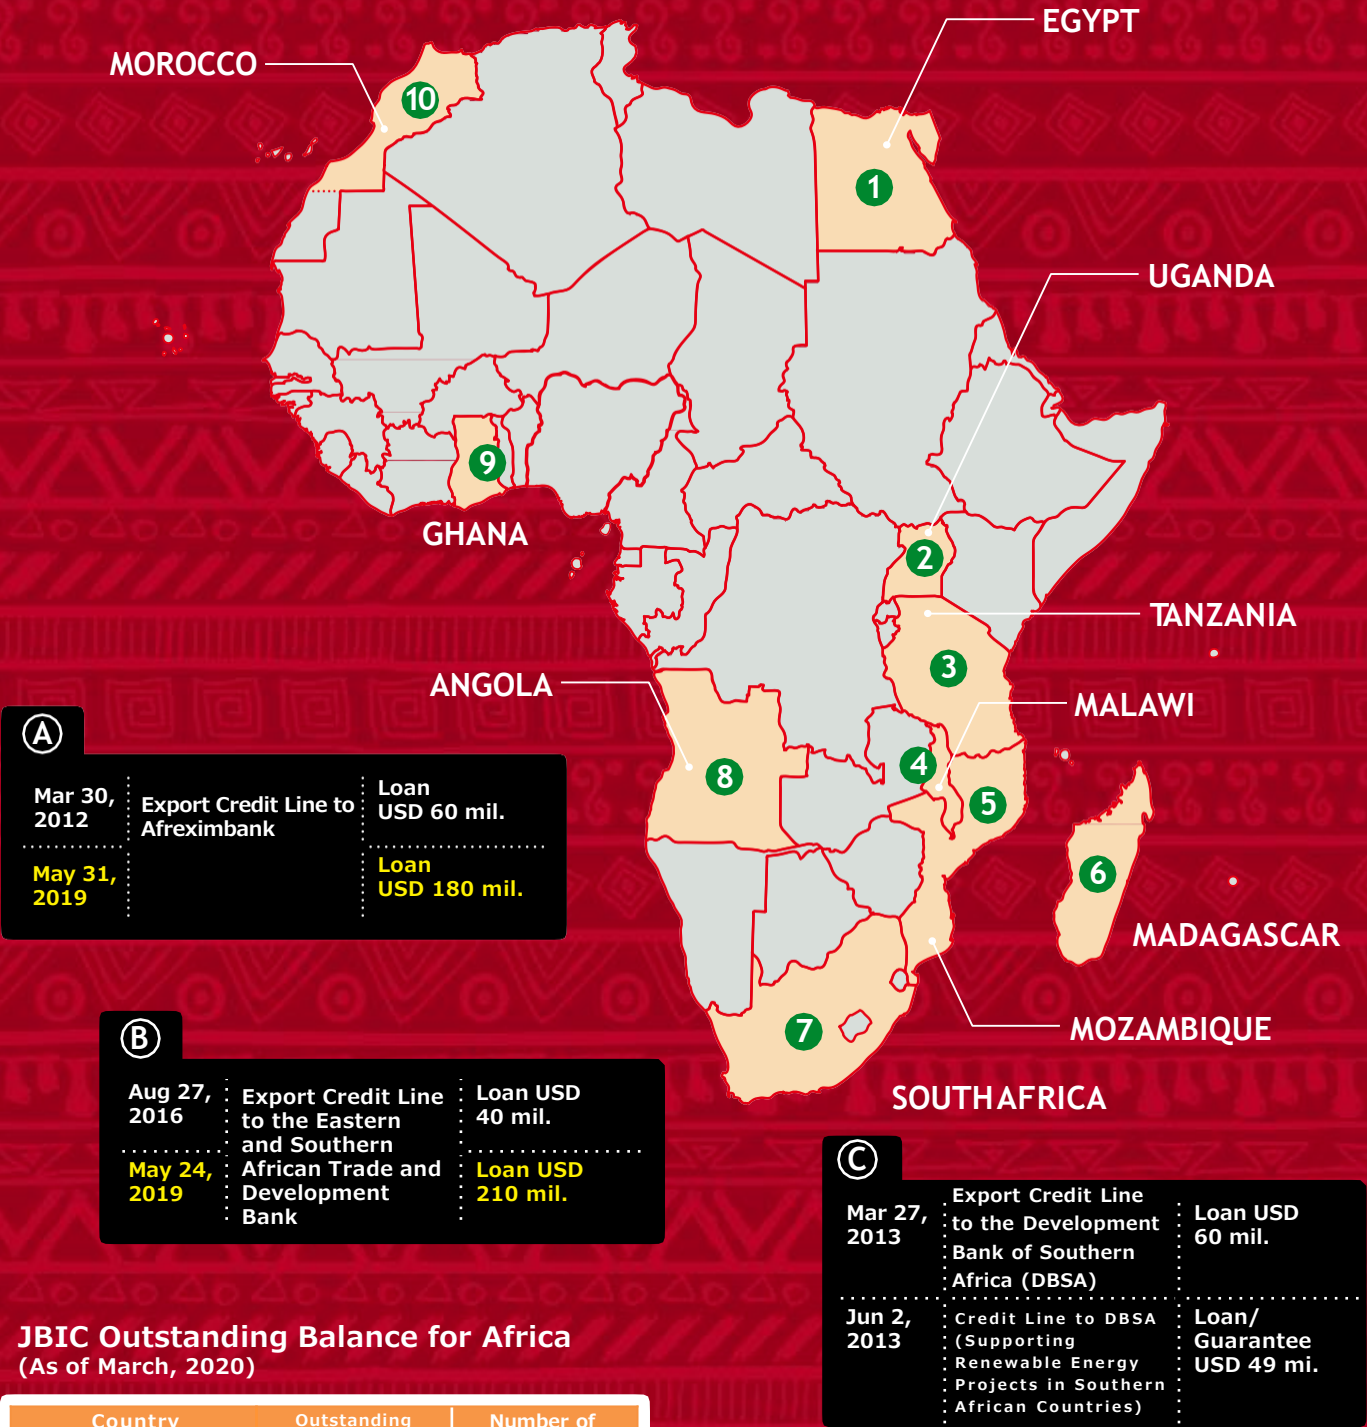 EGYPT
MOROCCO
10
1
UGANDA
9
GHANA
2
TANZANIA
3
ANGOLA
MALAWI
8
4
5
6
MADAGASCAR
MOZAMBIQUE
7
SOUTHAFRICA
A
Mar 30,
2012
Export Credit Line to
Afreximbank
Loan
USD 60 mil.
May 31,
2019
Loan
USD 180 mil.
B
Aug 27,
2016
Export Credit Line
to the Eastern
and Southern
African Trade and
Development
Bank
Loan USD
40 mil.
May 24,
2019
Loan USD
210 mil.
C
Mar 27,
2013
Export Credit Line
to the Development
Bank of Southern
Africa (DBSA)
Loan USD
60 mil.
Jun 2,
2013
Credit Line to DBSA
(Supporting
Renewable Energy
Projects in Southern
African Countries)
Loan/
Guarantee
USD 49 mi.
JBIC Outstanding Balance for Africa
(As of March, 2020)
Country
Outstanding
Number of